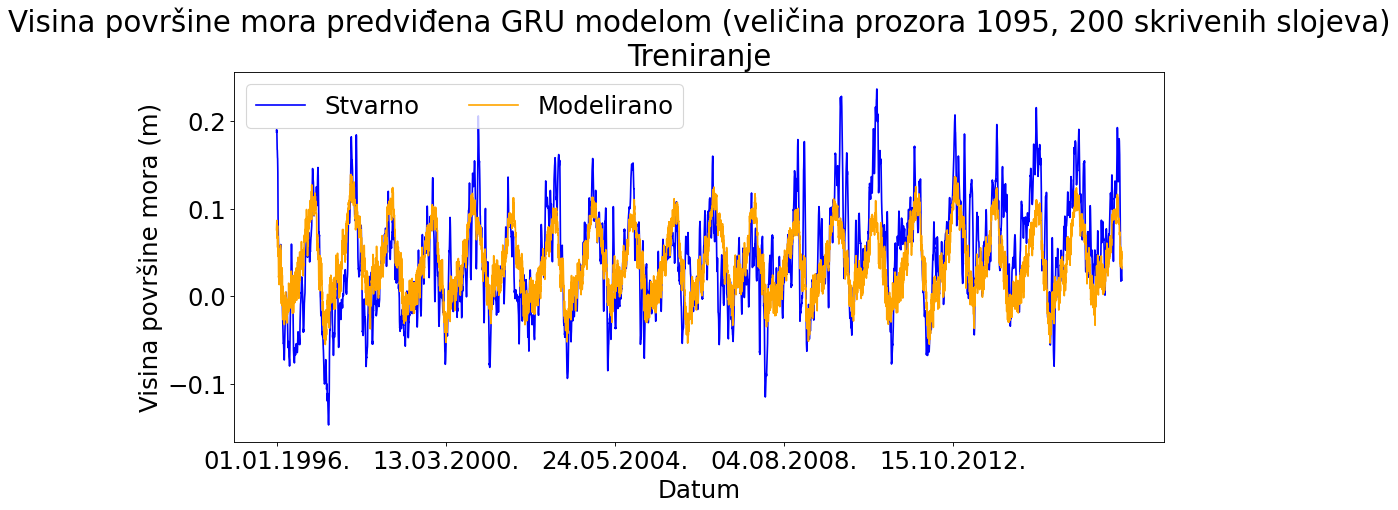 Visina površine mora predviđena GRU modelom (veličina prozora 1095, 200 skrivenih slojeva)
Treniranje
Stvarno
Modelirano
Visina površine mora (m)
0.2
0.1
0.0
−0.1
01.01.1996.
13.03.2000.
24.05.2004.
04.08.2008.
15.10.2012.
Datum